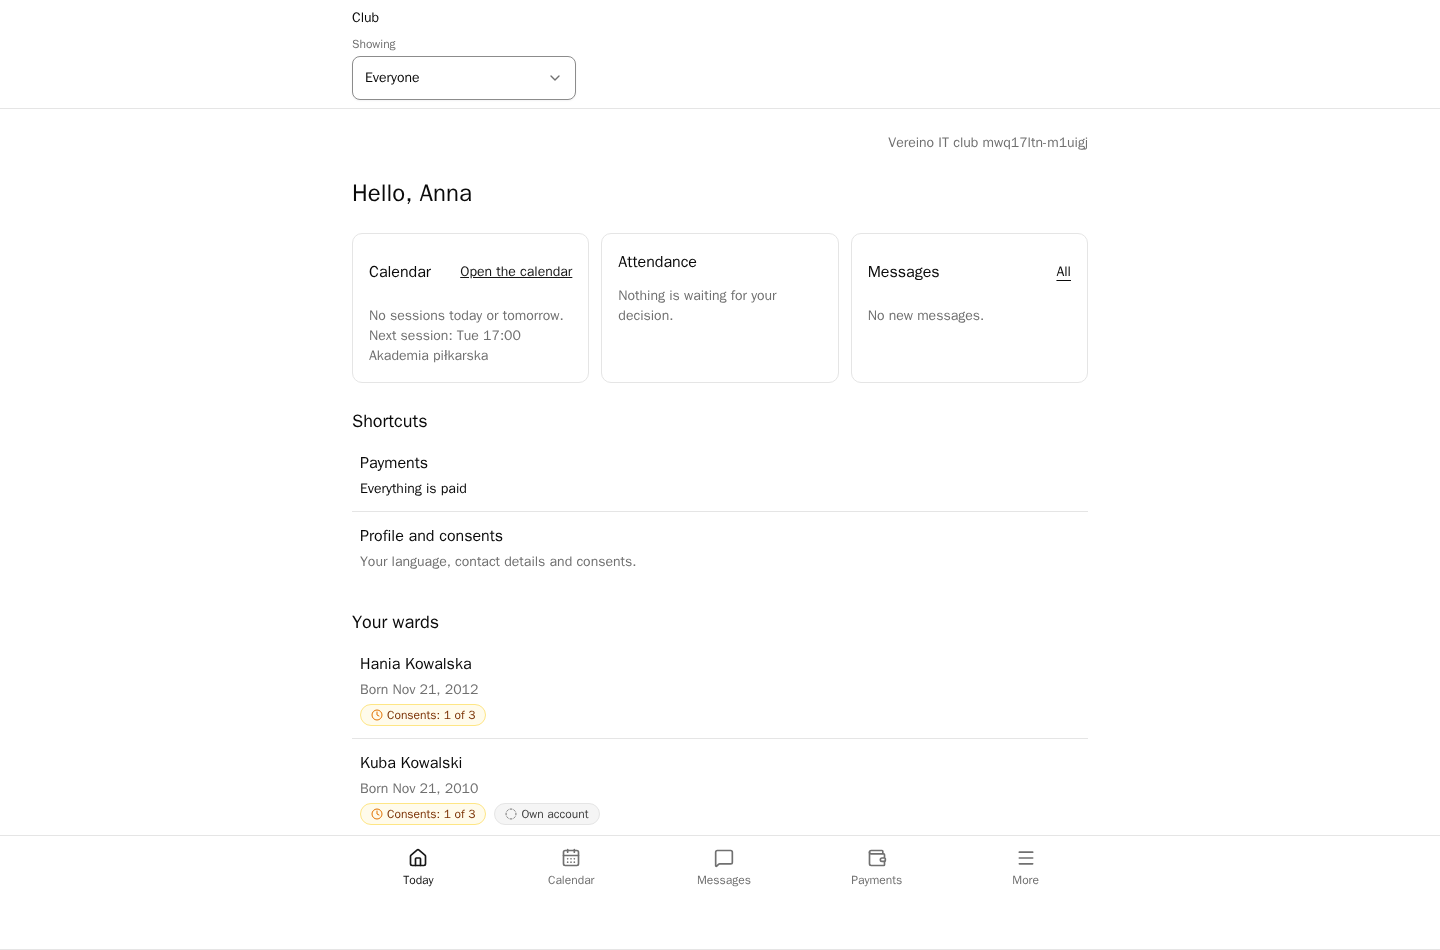 Club
Showing
Everyone
Vereino IT club mwq17ltn-m1uigj
Hello, Anna
Calendar
Open the calendar
No sessions today or tomorrow.
Next session: Tue 17:00
Akademia piłkarska
Attendance
Nothing is waiting for your
decision.
Messages
All
No new messages.
Shortcuts
Payments
Everything is paid
Profile and consents
Your language, contact details and consents.
Your wards
Hania Kowalska
Born Nov 21, 2012
Consents: 1 of 3
Kuba Kowalski
Born Nov 21, 2010
Consents: 1 of 3
Own account
Today
Calendar
Messages
Payments
More